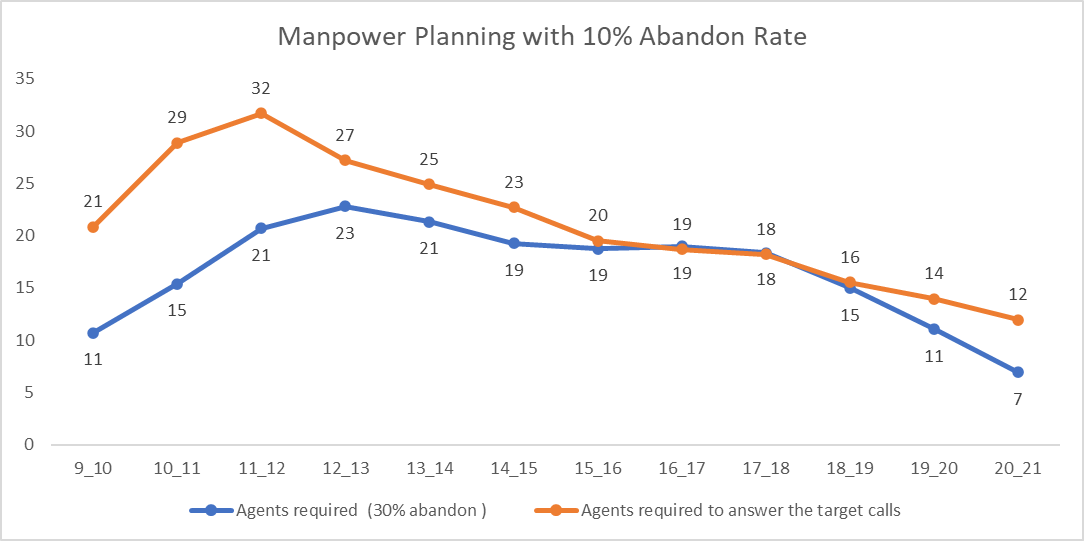 Manpower Planning with 10% Abandon Rate
35
30
25
20
15
10
5
0
21 29 32 27 25 23 20 19 18 16 14 12
11 15 21 23 21 19 19 19 18 15 11 7
9_10 10_11 11_12 12_13 13_14 14_15 15_16 16_17 17_18 18_19 19_20 20_21
Agents required (30% abandon ) Agents required to answer the target calls